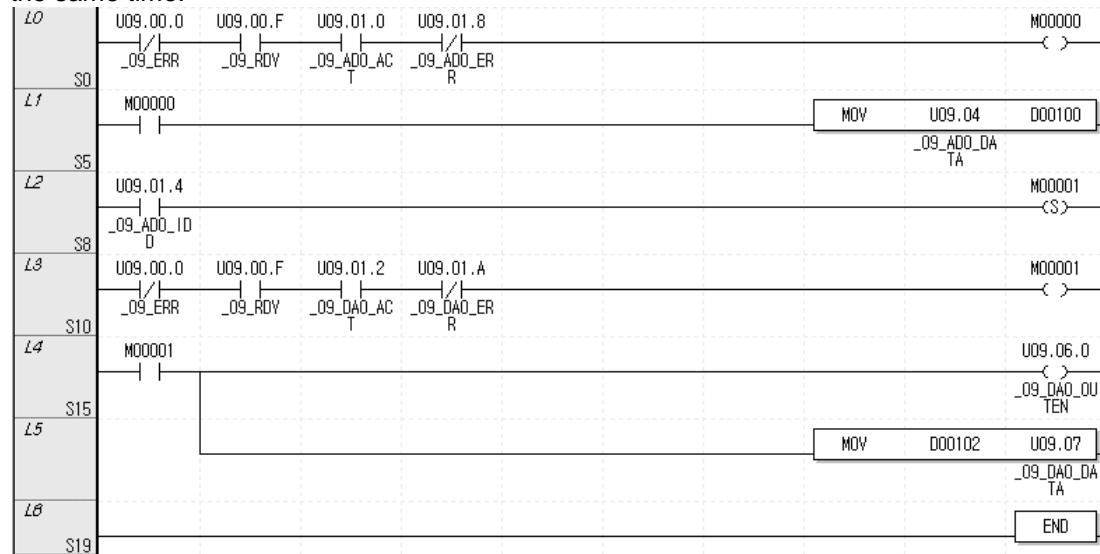 the same time.
L0 U09.00.0 U09.00.F U09.01.0 U09.01.8 M00000
_09_ERR _09_RDY _09_AD0_AC _09_AD0_ER
T R
S0
L1 M00000
MOV U09.04 D00100
_09_AD0_DA
TA
S5
L2 U09.01.4 M00001
(S)
_09_AD0_ID
D
S8
L3 U09.00.0 U09.00.F U09.01.2 U09.01.A M00001
_09_ERR _09_RDY _09_DA0_AC _09_DA0_ER
T R
S10
L4 M00001 U09.06.0
_09_DA0_OU
TEN
S15
L5
MOV D00102 U09.07
_09_DA0_DA
TA
L6
END
S19